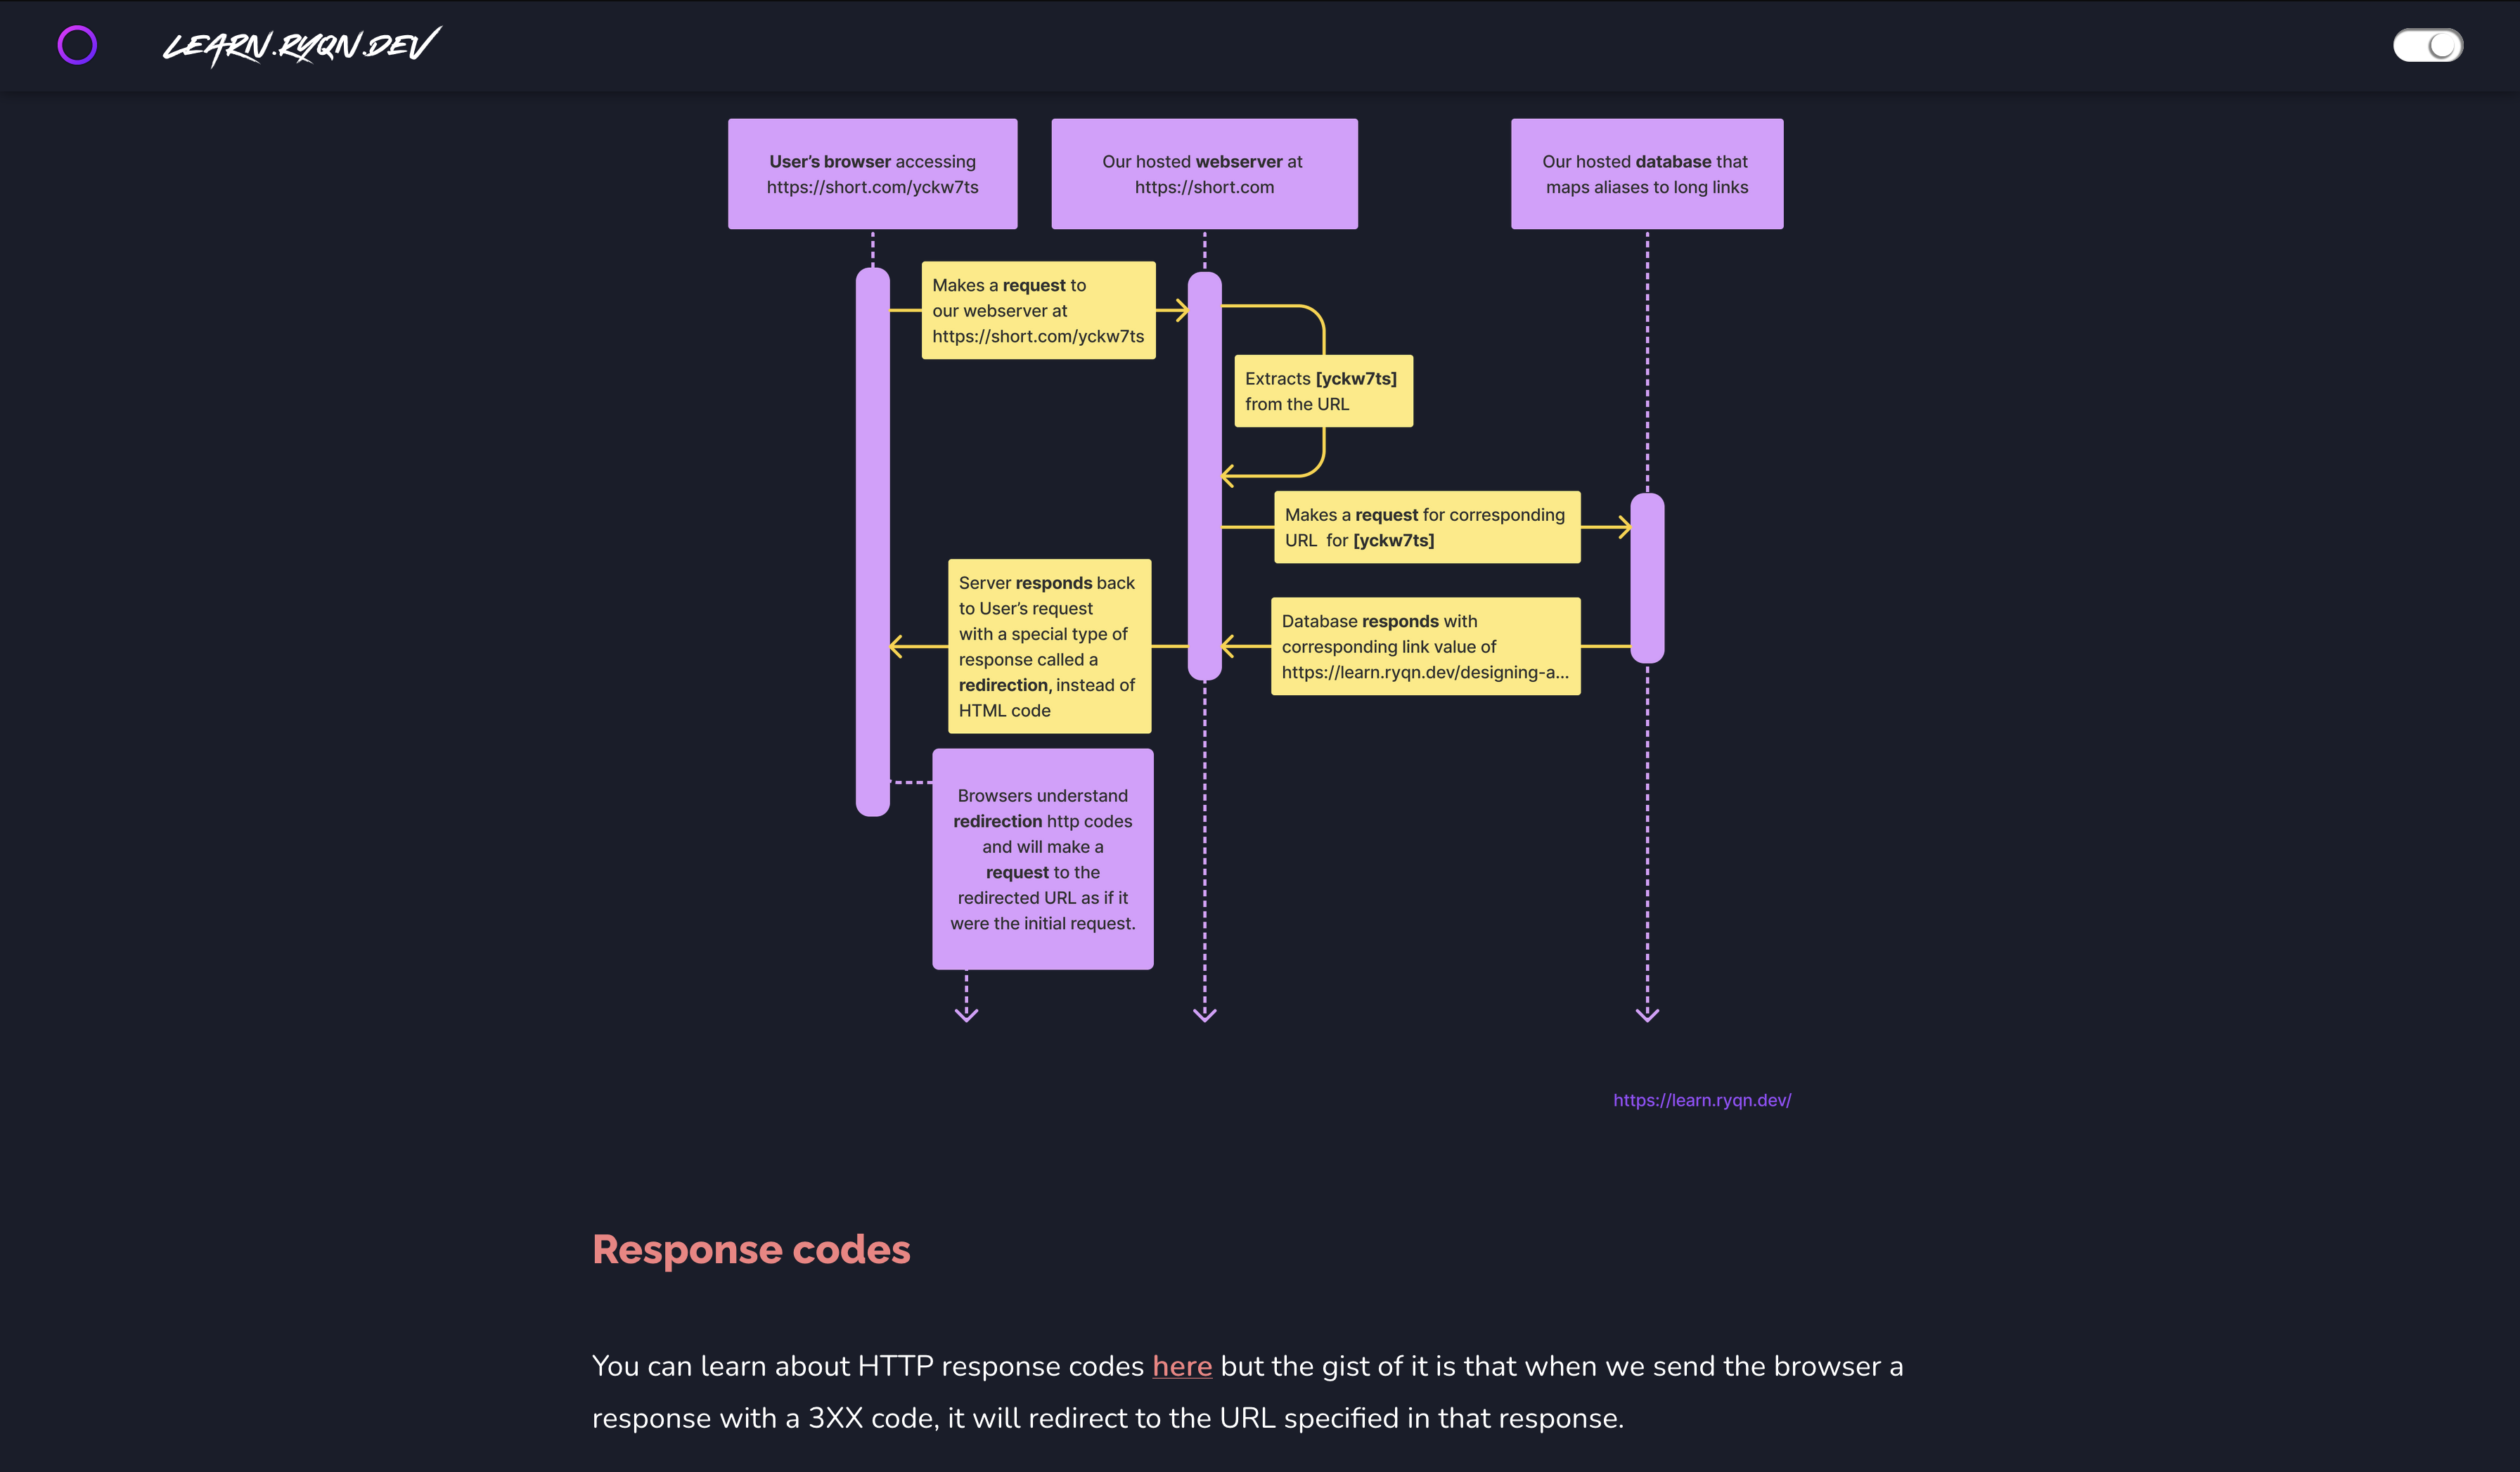 LEARN.RYQN.DEV
User’s browser accessing
https://short.com/yckw7ts
Our hosted webserver at
https://short.com
Our hosted database that
maps aliases to long links
Makes a request to
our webserver at
https://short.com/yckw7ts
Extracts [yckw7ts]
from the URL
Makes a request for corresponding
URL  for [yckw7ts]
Database responds with
corresponding link value of
https://learn.ryqn.dev/designing-a...
Server responds back
to User’s request
with a special type of
response called a
redirection, instead of
HTML code
Browsers understand
redirection http codes
and will make a
request to the
redirected URL as if it
were the initial request.
https://learn.ryqn.dev/
Response codes
You can learn about HTTP response codes here but the gist of it is that when we send the browser a
response with a 3XX code, it will redirect to the URL specified in that response.